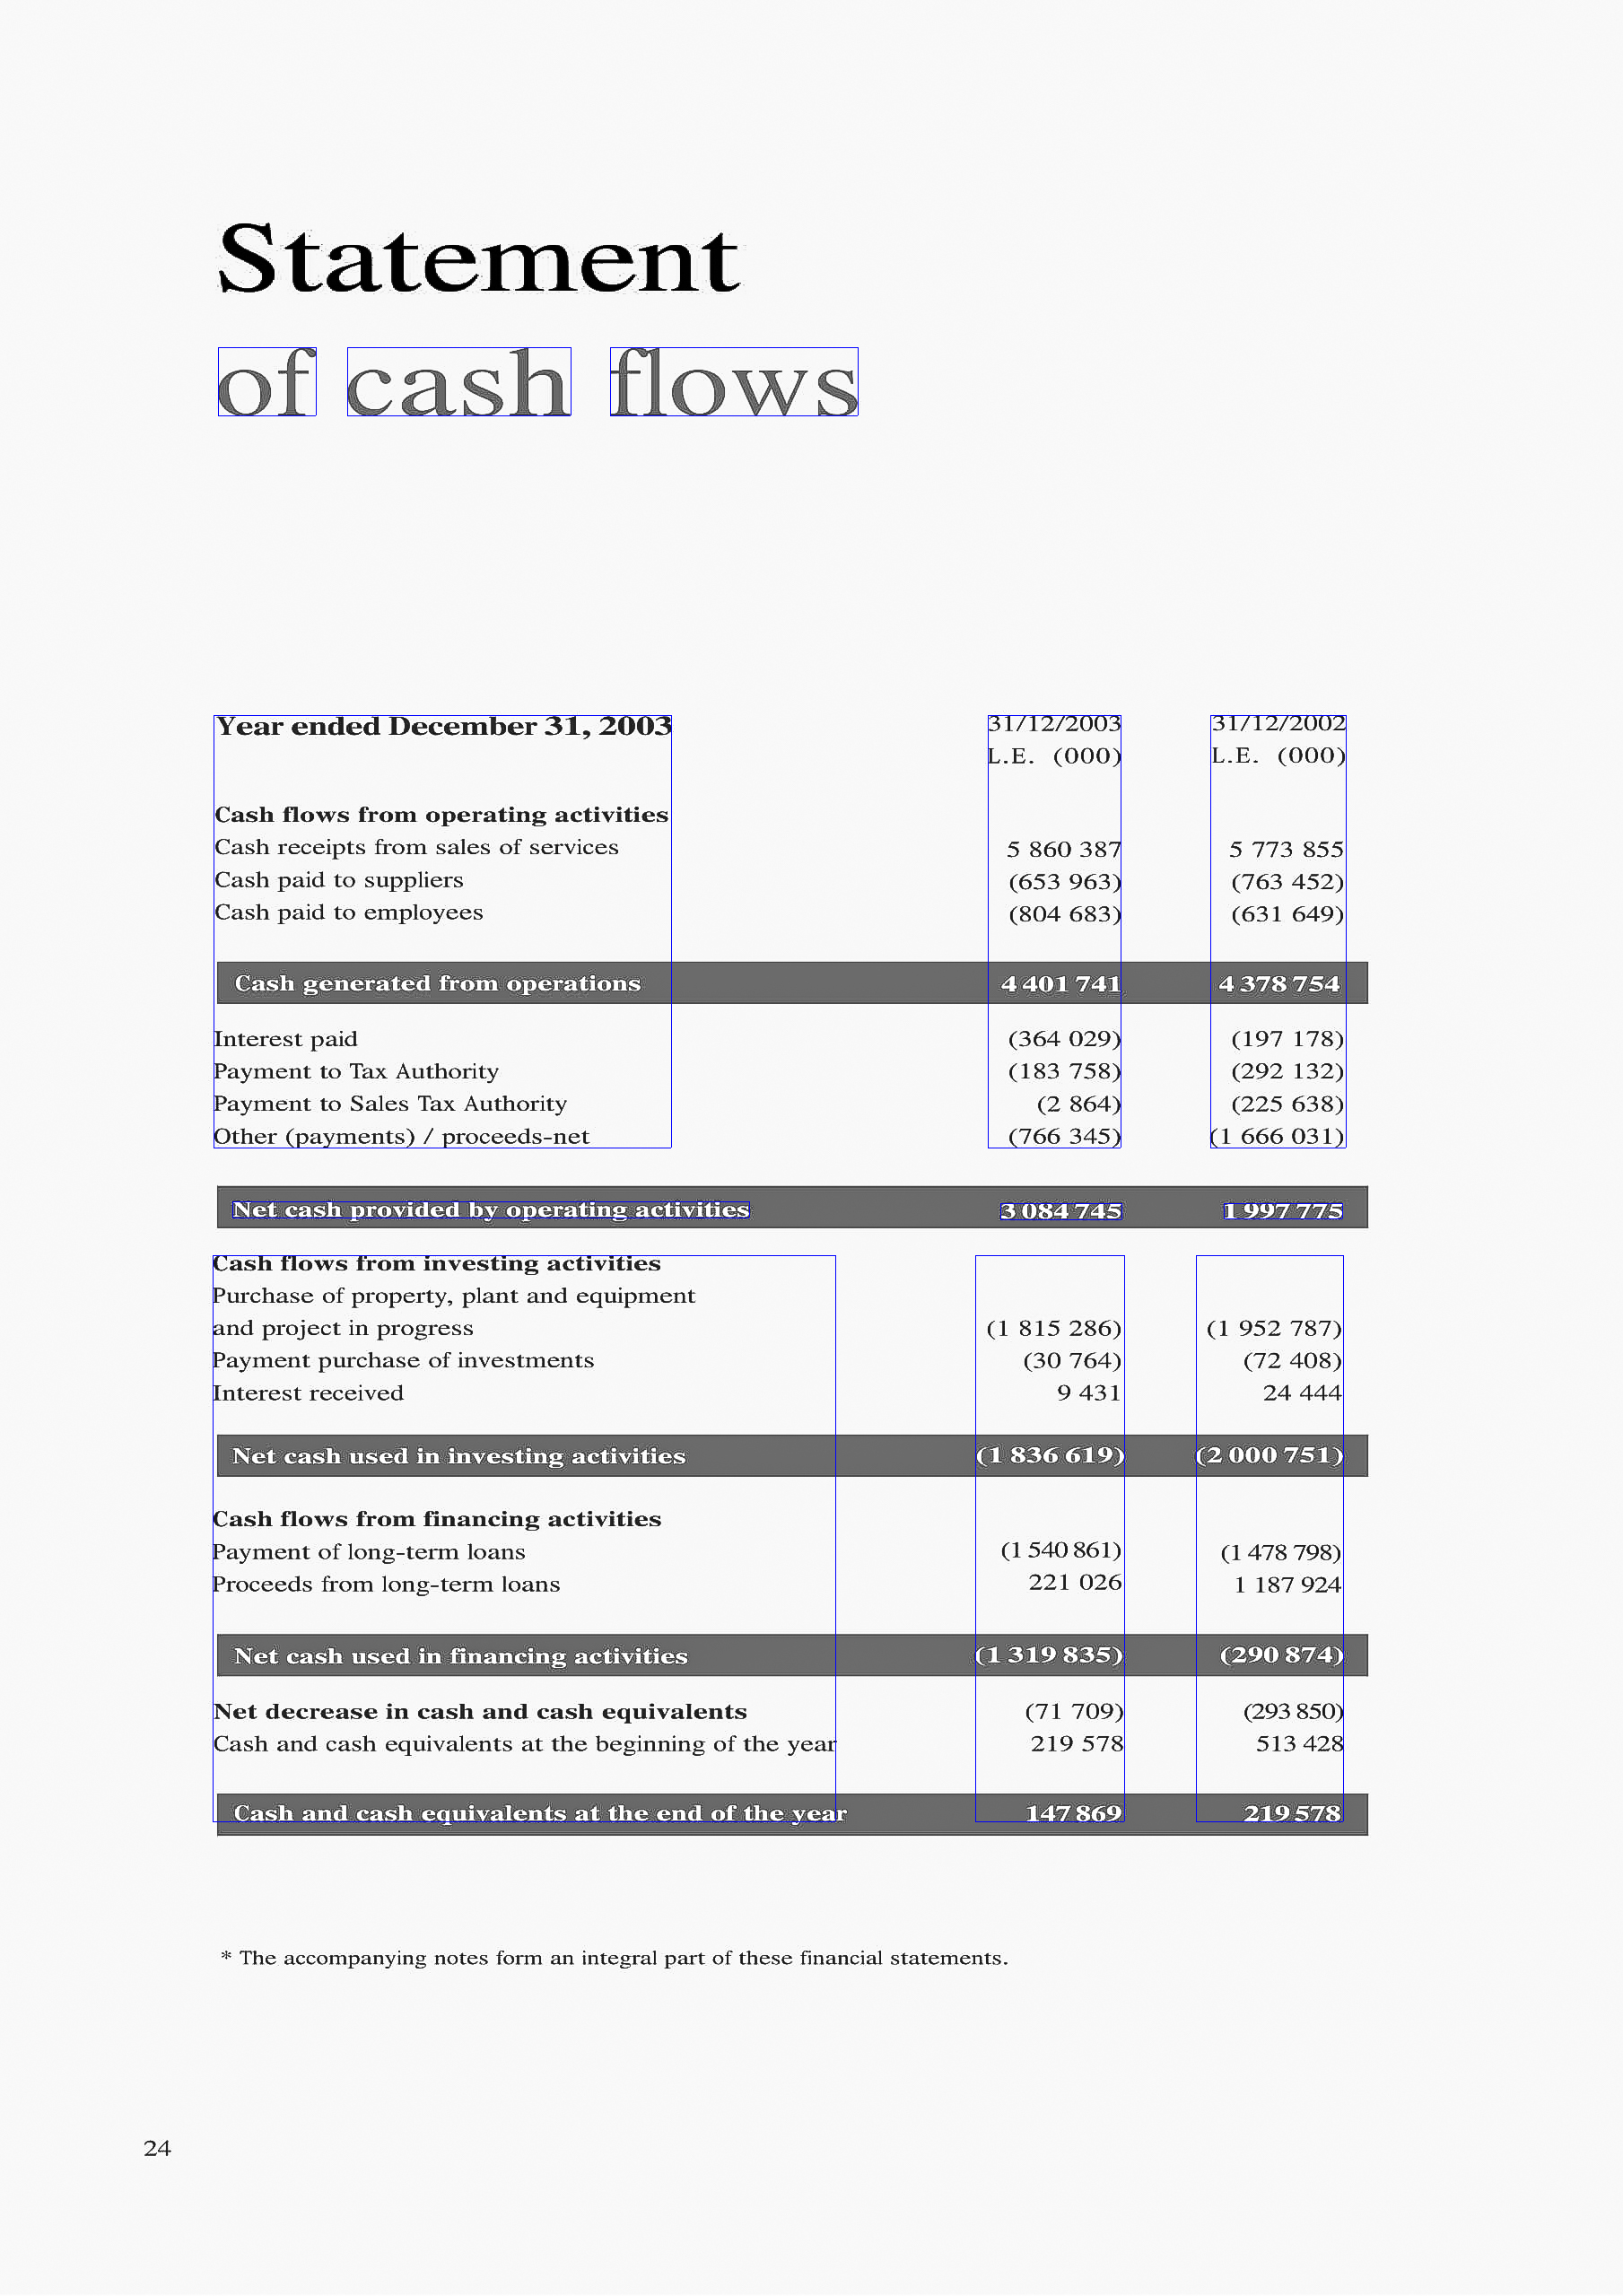 Statement
of cash flows
Year ended December 31, 2003 31/12/2003 31/12/2002
L.E. (000) L.E. (000)
Cash flows from operating activities
Cash receipts from sales of services 5 860 387 5 773 855
Cash paid to suppliers (653 963) (763 452)
Cash paid to employees (804 683) (631 649)
Cash generated from operations 4 401 741 4 378 754
Interest paid (364 029) (197 178)
Payment to Tax Authority (183 758) (292 132)
Payment to Sales Tax Authority (2 864) (225 638)
Other (payments) / proceeds-net (766 345) (1 666 031)
Net cash provided by operating activities 3 084 745 1 997 775
Cash flows from investing activities
Purchase of property, plant and equipment
and project in progress (1 815 286) (1 952 787)
Payment purchase of investments (30 764) (72 408)
Interest received 9 431 24 444
Net cash used in investing activities (1 836 619) (2 000 751)
Cash flows from financing activities
Payment of long-term loans (1 540 861) (1 478 798)
Proceeds from long-term loans 221 026 1 187 924
Net cash used in financing activities (1 319 835) (290 874)
Net decrease in cash and cash equivalents (71 709) (293 850)
Cash and cash equivalents at the beginning of the year 219 578 513 428
Cash and cash equivalents at the end of the year 147 869 219 578
* The accompanying notes form an integral part of these financial statements.
24